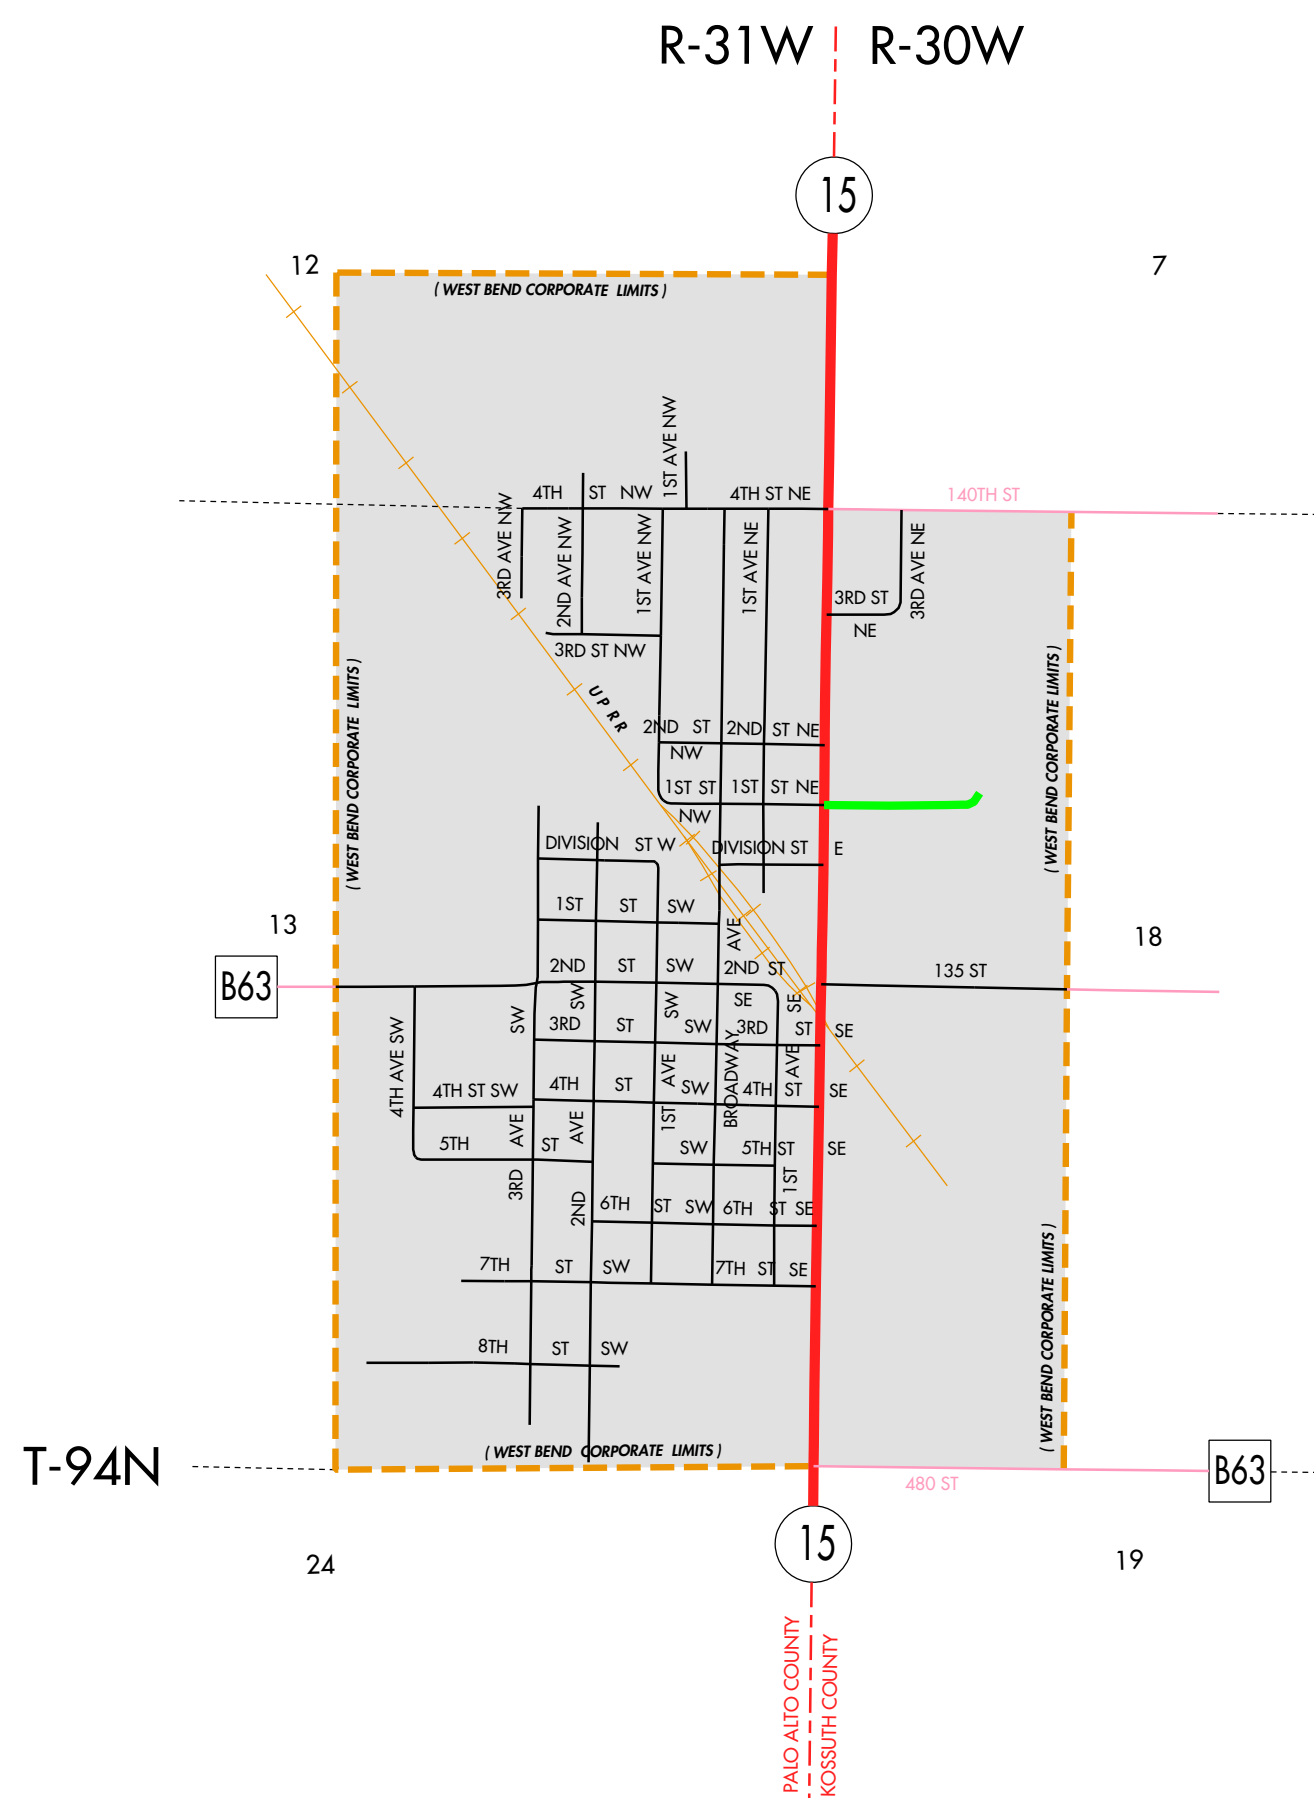 R-31W R-30W
15
12
7
( WEST BEND CORPORATE LIMITS )
1ST AVE NW
4TH ST NW
4TH ST NE
140TH ST
3RD AVE NW
2ND AVE NW
1ST AVE NW
1ST AVE NE
3RD AVE NE
3RD ST
NE
3RD ST NW
( WEST BEND CORPORATE LIMITS )
( WEST BEND CORPORATE LIMITS )
UPRR
2ND ST
NW
2ND ST NE
1ST ST
NW
1ST ST NE
DIVISION ST W
DIVISION ST E
1ST ST SW
AVE
13
18
B63
2ND ST SW
2ND ST
SE
135 ST
SW
SW
SW
SE
3RD ST SW
3RD ST SE
4TH AVE SW
AVE
BROADWAY
AVE
4TH ST SW
4TH ST SW
4TH ST SE
1ST
AVE
AVE
5TH ST
SW
5TH ST SE
3RD
2ND
1ST
6TH ST SW
6TH ST SE
7TH ST SW
7TH ST SE
( WEST BEND CORPORATE LIMITS )
8TH ST SW
( WEST BEND CORPORATE LIMITS )
T-94N
B63
480 ST
15
24
19
PALO ALTO COUNTY
KOSSUTH COUNTY